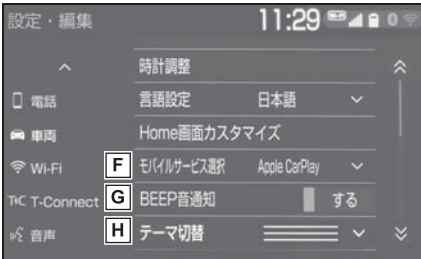 設定・編集 11:29
時計調整
電話 言語設定 日本語
車両 Home画面カスタマイズ
Wi-Fi F モバイルサービス選択 Apple CarPlay
T-Connect G BEEP音通知 する
音声 H テーマ切替